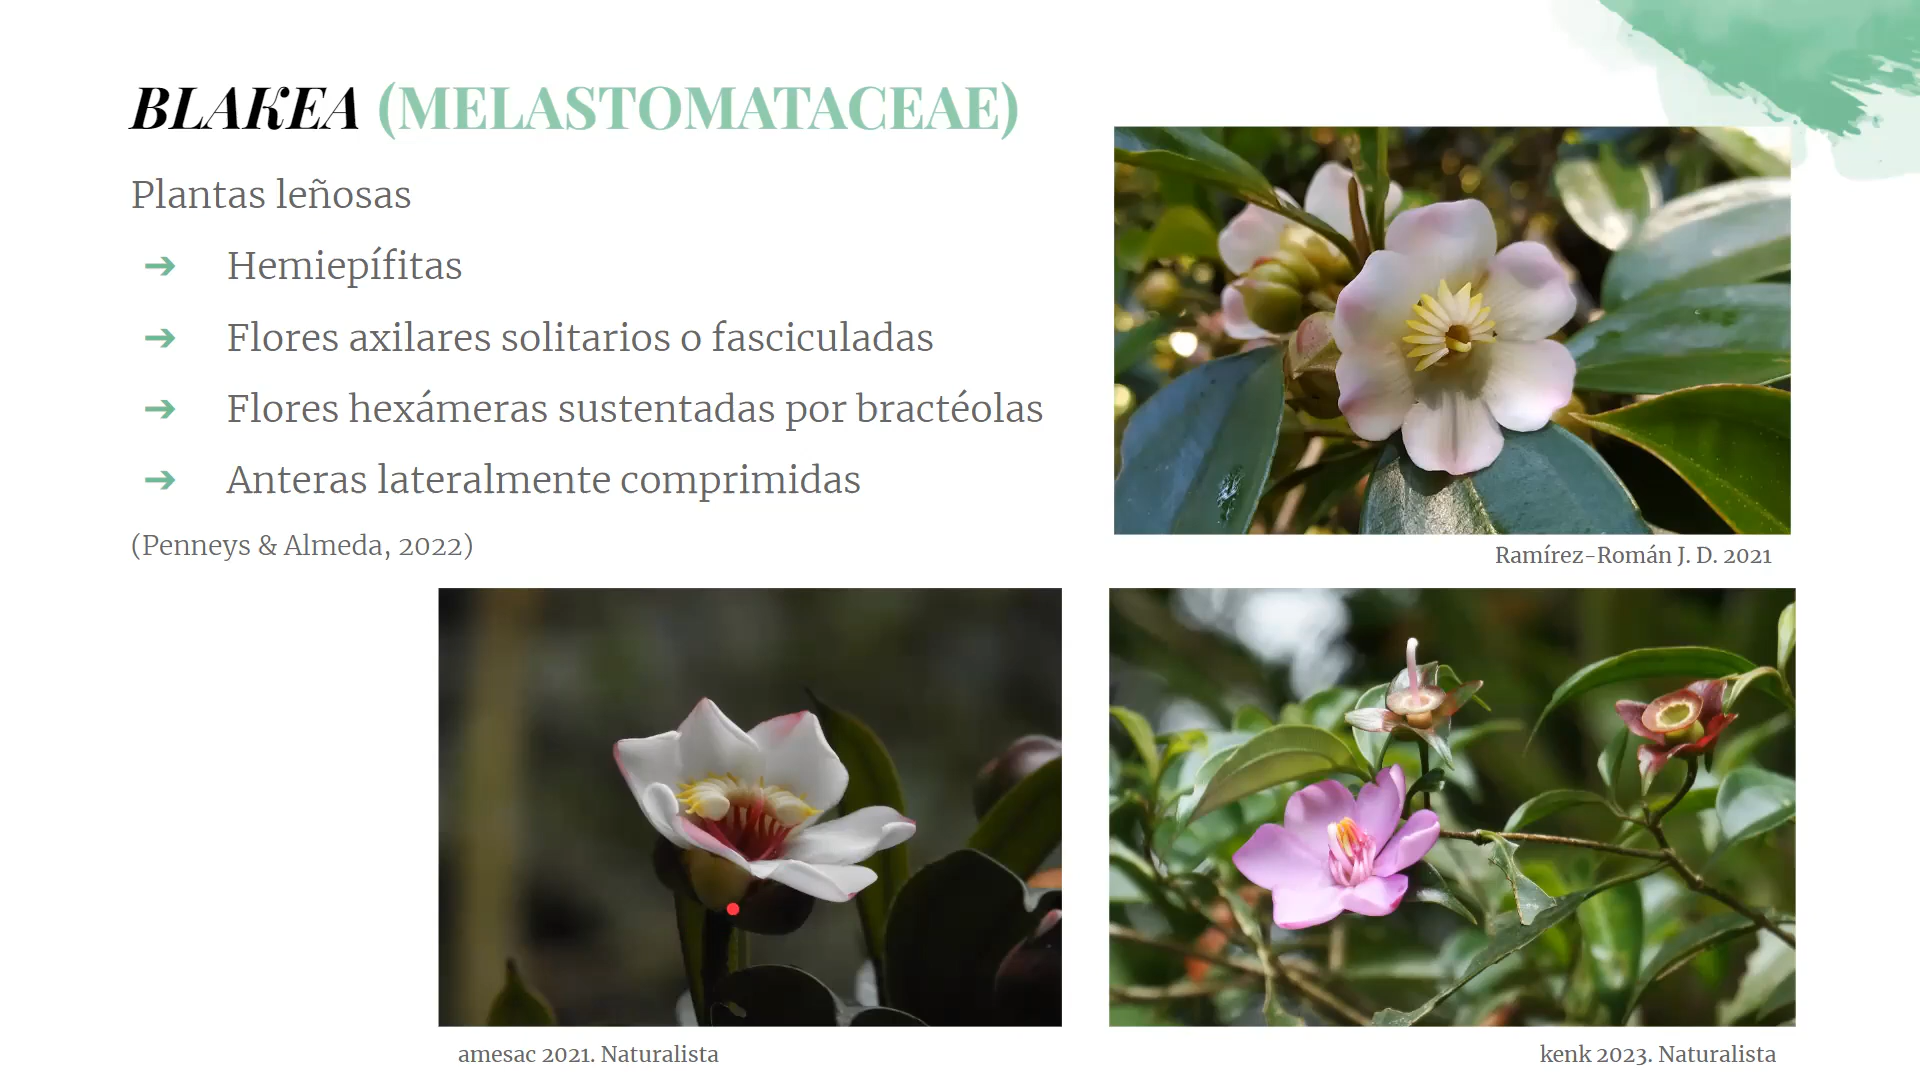 BLAKEA (MELASTOMATACEAE)
Plantas leñosas
➔ Hemiepífitas
➔ Flores axilares solitarios o fasciculadas
➔ Flores hexámeras sustentadas por bractéolas
➔ Anteras lateralmente comprimidas
(Penneys & Almeda, 2022)
Ramírez-Román J. D. 2021
amesac 2021. Naturalista
kenk 2023. Naturalista